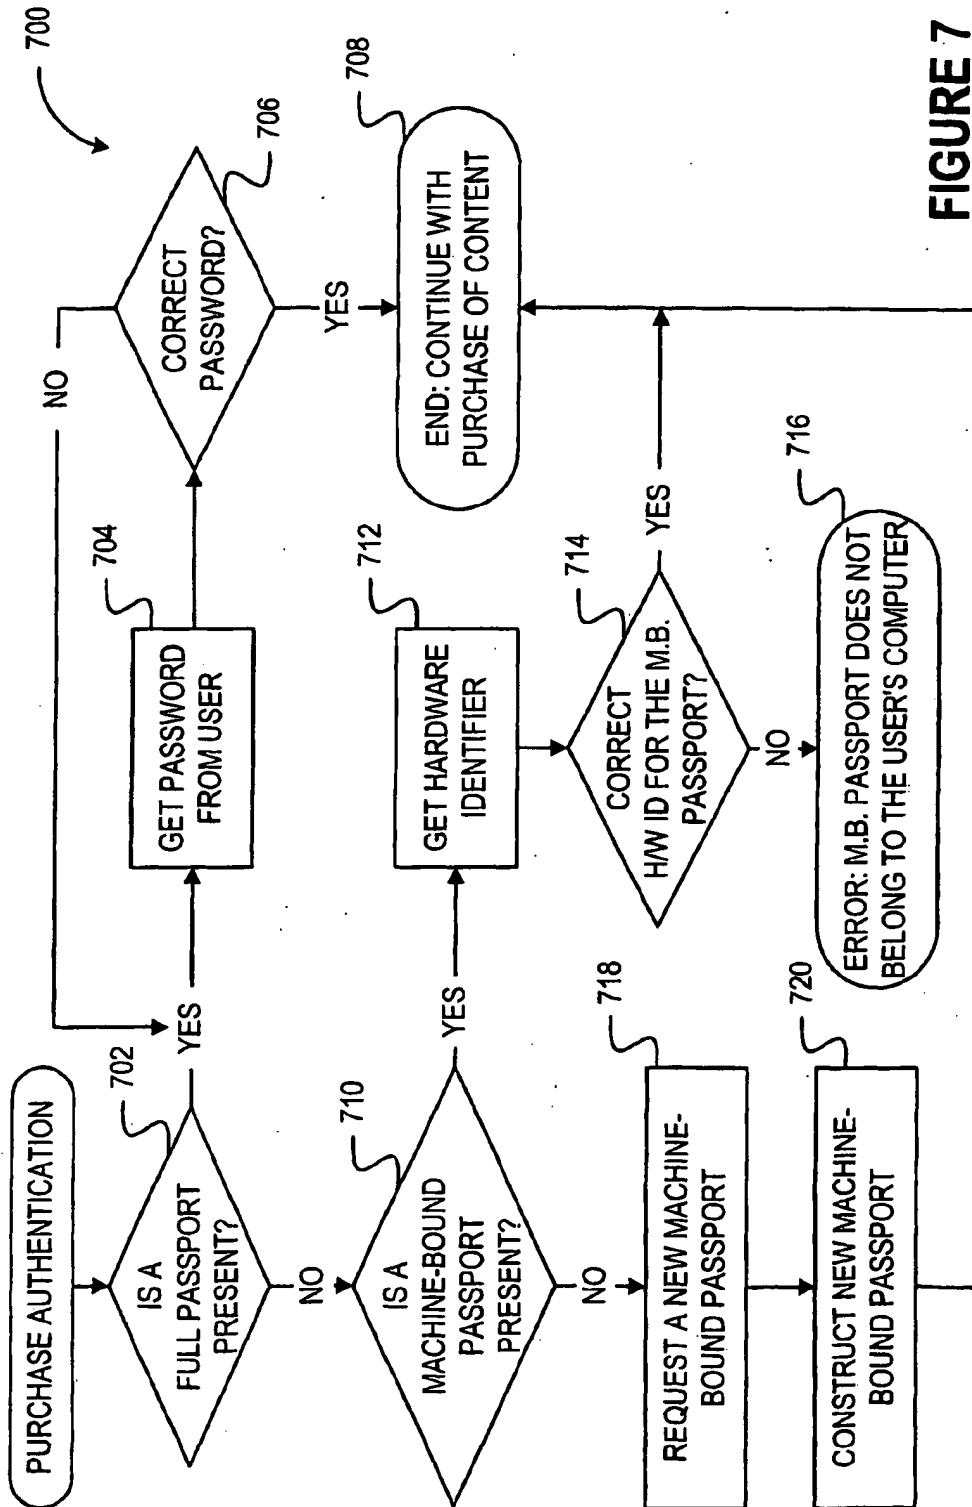 700
PURCHASE AUTHENTICATION
702
IS A
FULL PASSPORT
PRESENT?
YES
NO
704
GET PASSWORD
FROM USER
706
CORRECT
PASSWORD?
NO
YES
708
END: CONTINUE WITH
PURCHASE OF CONTENT
710
IS A
MACHINE-BOUND
PASSPORT
PRESENT?
YES
NO
712
GET HARDWARE
IDENTIFIER
714
CORRECT
H/W ID FOR THE M.B.
PASSPORT?
YES
NO
716
ERROR: M.B. PASSPORT DOES NOT
BELONG TO THE USER'S COMPUTER
718
REQUEST A NEW MACHINE-
BOUND PASSPORT
720
CONSTRUCT NEW MACHINE-
BOUND PASSPORT
FIGURE 7